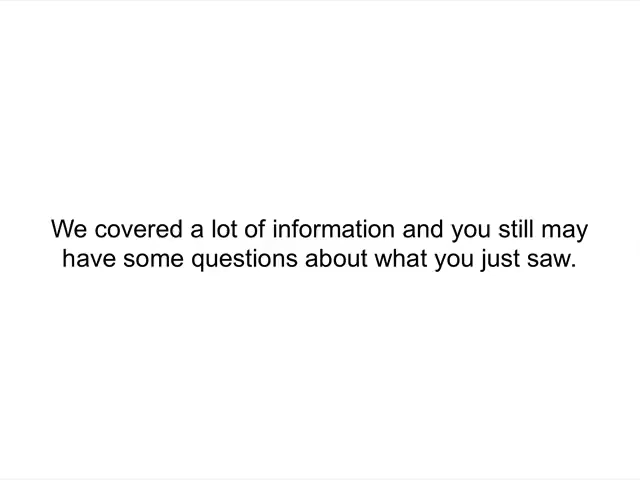 We covered a lot of information and you still may
have some questions about what you just saw.